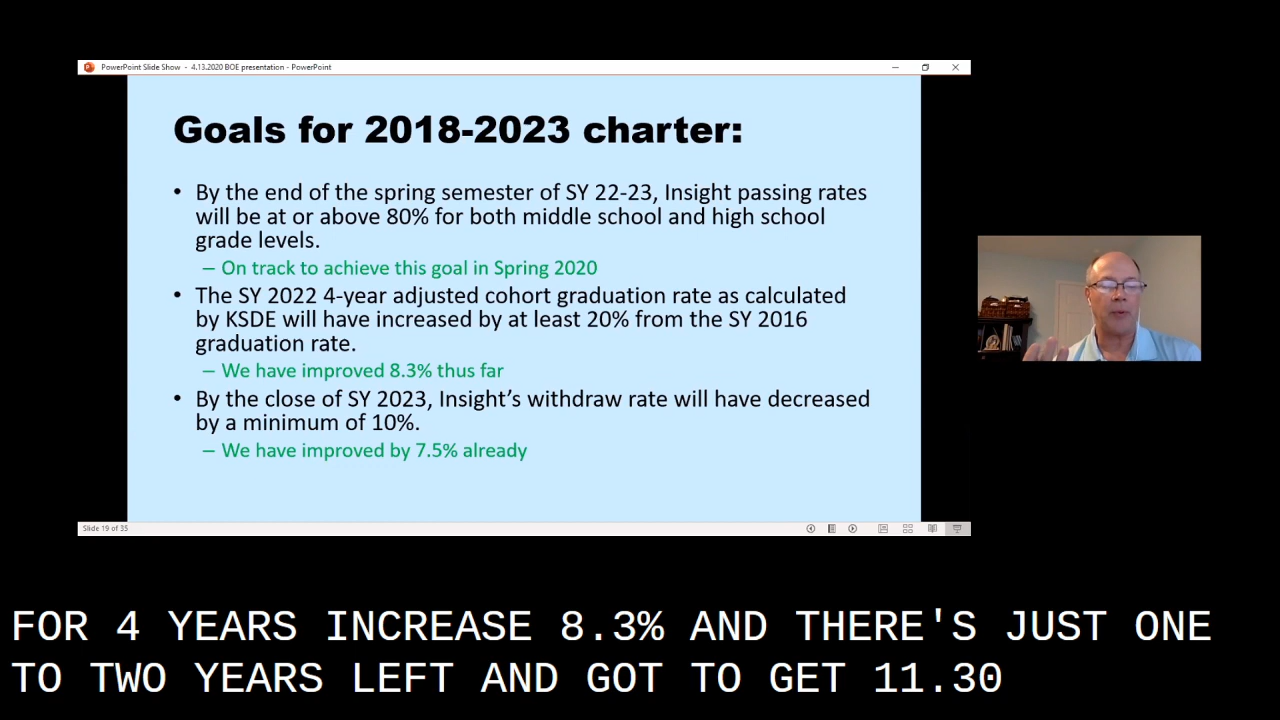 PowerPoint Slide Show - 4.13.2020 BOE presentation - PowerPoint
Goals for 2018-2023 charter:
• By the end of the spring semester of SY 22-23, Insight passing rates
will be at or above 80% for both middle school and high school
grade levels.
– On track to achieve this goal in Spring 2020
• The SY 2022 4-year adjusted cohort graduation rate as calculated
by KSDE will have increased by at least 20% from the SY 2016
graduation rate.
– We have improved 8.3% thus far
• By the close of SY 2023, Insight’s withdraw rate will have decreased
by a minimum of 10%.
– We have improved by 7.5% already
Slide 19 of 35
FOR 4 YEARS INCREASE 8.3% AND THERE'S JUST ONE
TO TWO YEARS LEFT AND GOT TO GET 11.30